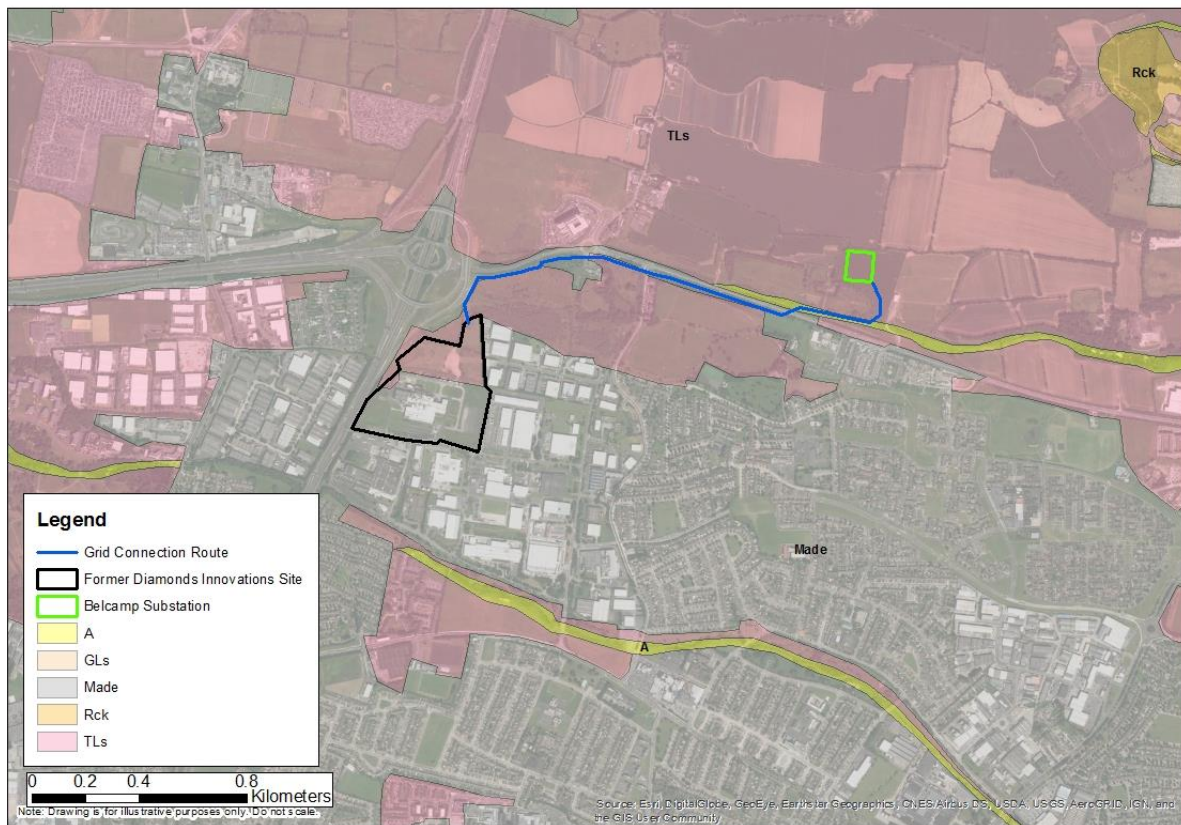 Rck
TLs
Made
A
Legend
Grid Connection Route
Former Diamonds Innovations Site
Belcamp Substation
A
GLs
Made
Rck
TLs
0 0.2 0.4 0.8
Kilometers
Note: Drawing is for illustrative purposes only. Do not scale.
Source: Esri, DigitalGlobe, GeoEye, Earthstar Geographics, CNES/Airbus DS, USDA, USGS, AeroGRID, IGN, and
the GIS User Community